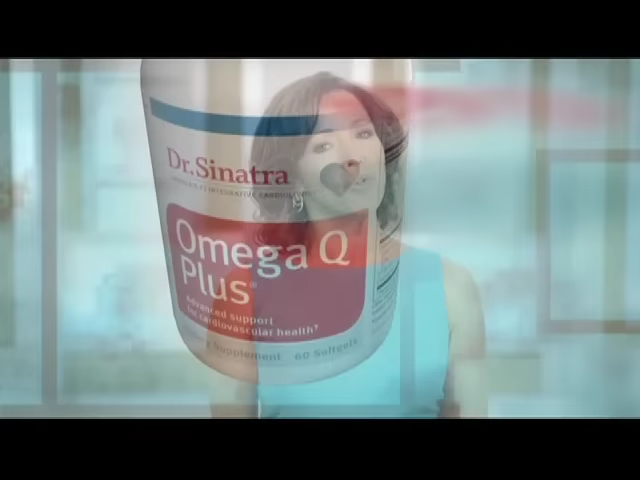 Dr.Sinatra
Omega Q
Plus®
Advanced support
for cardiovascular health†
Supplement 60 Softgels